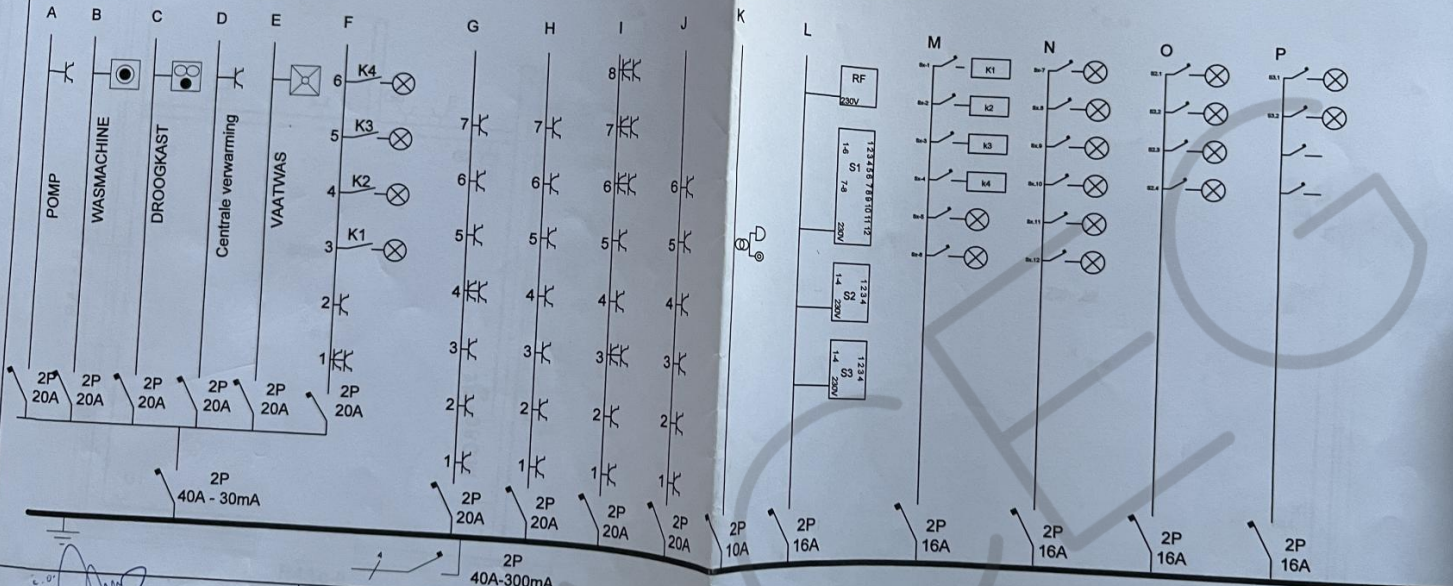 A
B
C
D
E
F
G
H
I
J
K
L
M
N
O
P
POMP
WASMACHINE
DROOGKAST
Centrale verwarming
VAATWAS
6 K4
5 K3
4 K2
3 K1
2
1
7
6
5
4
3
2
1
7
6
5
4
3
2
1
8
7
6
5
4
3
2
1
6
5
4
3
2
1
RF
230V
1-6 7-8
S1
1 2 3 4 5 6 7 8 9 10 11 12
230V
1-4
S2
1 2 3 4
230V
1-4
S3
1 2 3 4
230V
K1
k2
k3
k4
2P
20A
2P
20A
2P
20A
2P
20A
2P
20A
2P
20A
2P
40A - 30mA
2P
20A
2P
20A
2P
20A
2P
20A
2P
10A
2P
16A
2P
16A
2P
16A
2P
16A
2P
16A
2P
40A-300mA
CEG